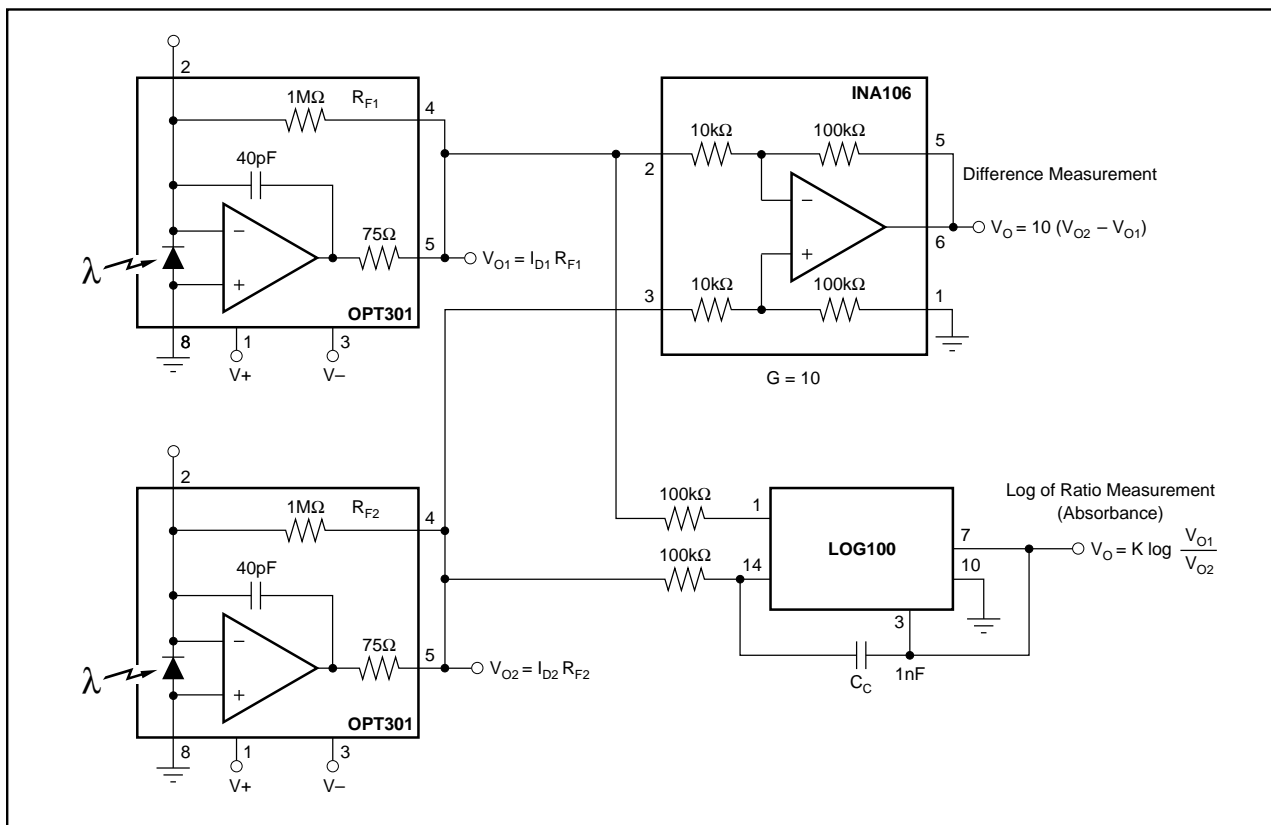 2
1MΩ
R_F1
4
40pF
75Ω
5
−
+
λ
V_O1 = I_D1 R_F1
OPT301
8
1
3
V+
V–
INA106
10kΩ
100kΩ
5
2
−
Difference Measurement
V_O = 10 (V_O2 – V_O1)
6
+
3
10kΩ
100kΩ
1
G = 10
2
1MΩ
R_F2
4
40pF
75Ω
5
−
+
λ
V_O2 = I_D2 R_F2
OPT301
8
1
3
V+
V–
100kΩ
1
100kΩ
14
LOG100
7
10
3
Log of Ratio Measurement
(Absorbance)
V_O = K log V_O1 / V_O2
C_C
1nF